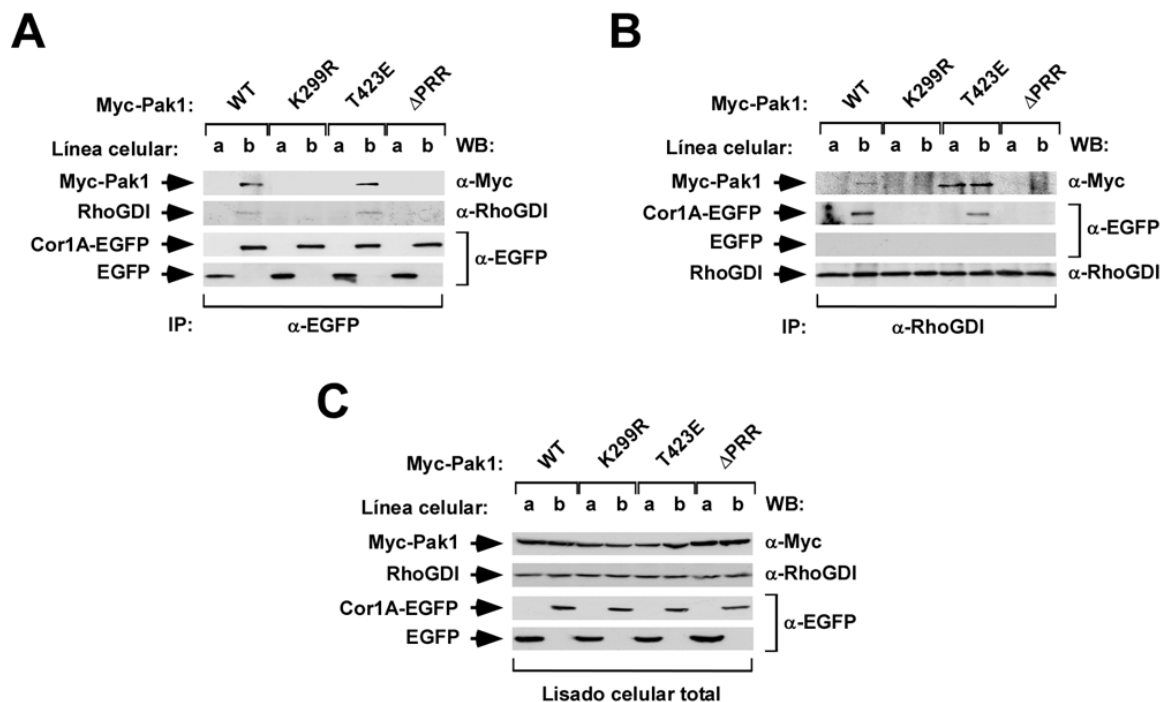 A
Myc-Pak1: WT K299R T423E ΔPRR
Línea celular: a b a b a b a b WB:
Myc-Pak1 α-Myc
RhoGDI α-RhoGDI
Cor1A-EGFP
α-EGFP
EGFP
IP: α-EGFP
B
Myc-Pak1: WT K299R T423E ΔPRR
Línea celular: a b a b a b a b WB:
Myc-Pak1 α-Myc
Cor1A-EGFP
α-EGFP
EGFP
RhoGDI α-RhoGDI
IP: α-RhoGDI
C
Myc-Pak1: WT K299R T423E ΔPRR
Línea celular: a b a b a b a b WB:
Myc-Pak1 α-Myc
RhoGDI α-RhoGDI
Cor1A-EGFP
α-EGFP
EGFP
Lisado celular total